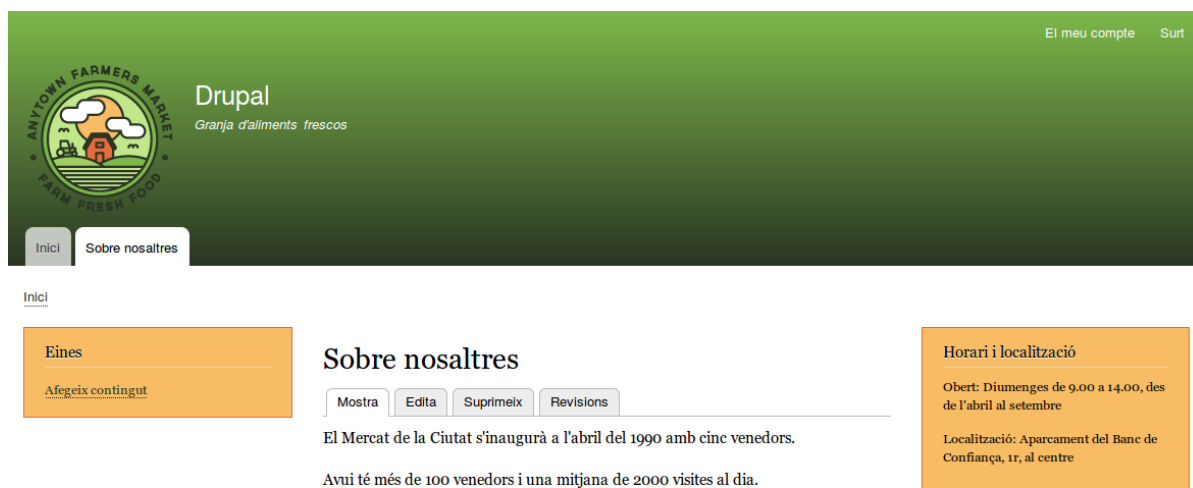 El meu compte Surt
ANYTOWN FARMERS MARKET
FARM FRESH FOOD
Drupal
Granja d'aliments frescos
Inici Sobre nosaltres
Inici
Eines
Afegeix contingut
Sobre nosaltres
Mostra Edita Suprimeix Revisions
El Mercat de la Ciutat s'inaugurà a l'abril del 1990 amb cinc venedors.
Avui té més de 100 venedors i una mitjana de 2000 visites al dia.
Horari i localització
Obert: Diumenges de 9.00 a 14.00, des
de l'abril al setembre
Localització: Aparcament del Banc de
Confiança, 1r, al centre